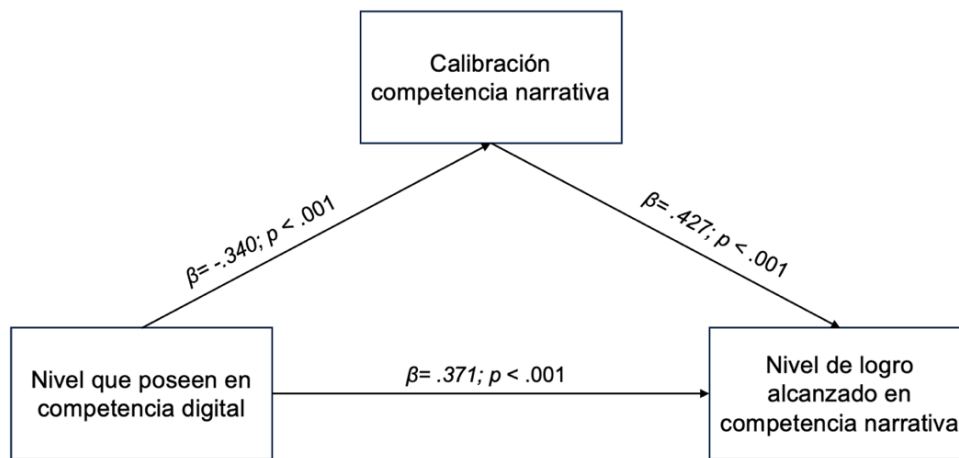 Calibración
competencia narrativa
β= -.340; p < .001
β= .427; p < .001
Nivel que poseen en
competencia digital
β= .371; p < .001
Nivel de logro
alcanzado en
competencia narrativa